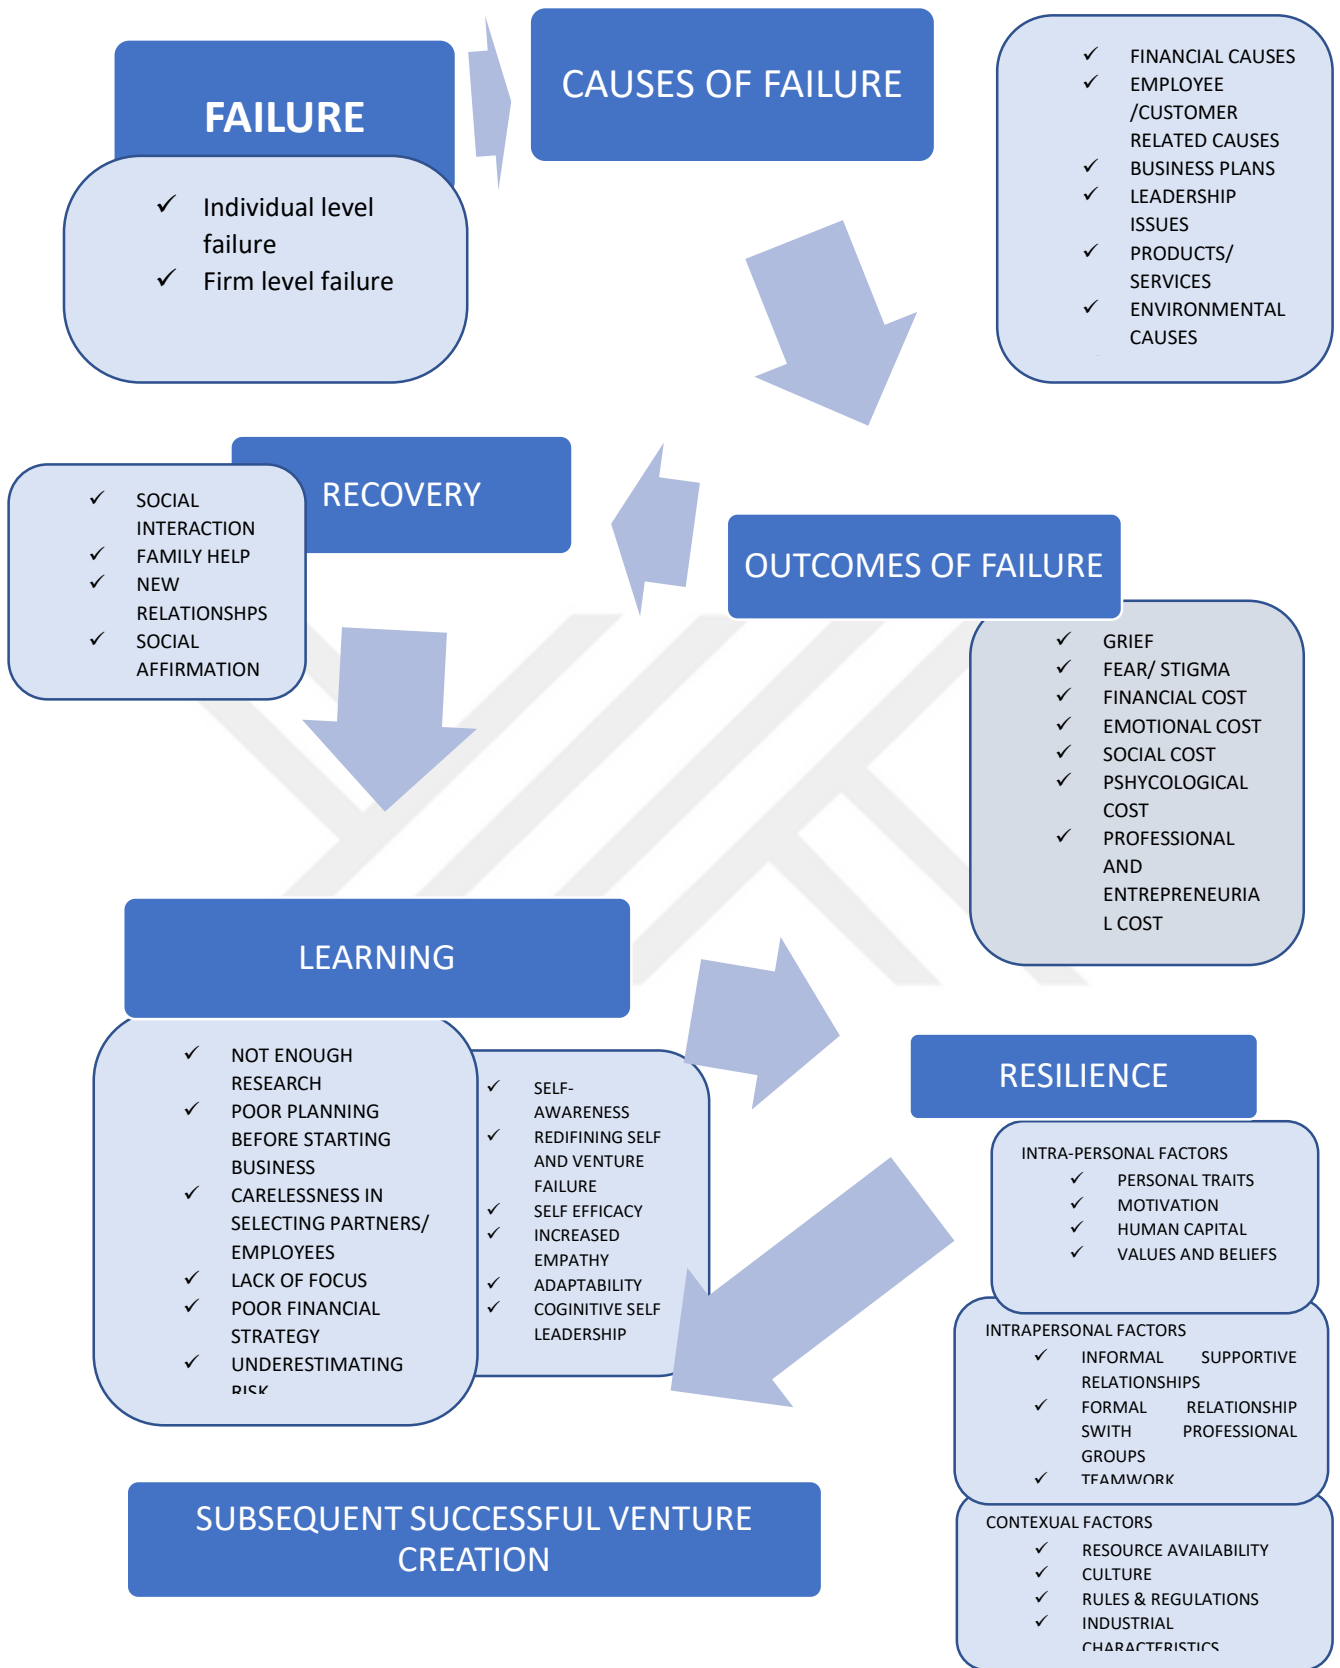 FAILURE
Individual level
failure
Firm level failure
CAUSES OF FAILURE
FINANCIAL CAUSES
EMPLOYEE
/CUSTOMER
RELATED CAUSES
BUSINESS PLANS
LEADERSHIP
ISSUES
PRODUCTS/
SERVICES
ENVIRONMENTAL
CAUSES
RECOVERY
SOCIAL
INTERACTION
FAMILY HELP
NEW
RELATIONSHPS
SOCIAL
AFFIRMATION
OUTCOMES OF FAILURE
GRIEF
FEAR/ STIGMA
FINANCIAL COST
EMOTIONAL COST
SOCIAL COST
PSHYCOLOGICAL
COST
PROFESSIONAL
AND
ENTREPRENEURIA
L COST
LEARNING
NOT ENOUGH
RESEARCH
POOR PLANNING
BEFORE STARTING
BUSINESS
CARELESSNESS IN
SELECTING PARTNERS/
EMPLOYEES
LACK OF FOCUS
POOR FINANCIAL
STRATEGY
UNDERESTIMATING
RISK
SELF-
AWARENESS
REDIFINING SELF
AND VENTURE
FAILURE
SELF EFFICACY
INCREASED
EMPATHY
ADAPTABILITY
COGINITIVE SELF
LEADERSHIP
RESILIENCE
INTRA-PERSONAL FACTORS
PERSONAL TRAITS
MOTIVATION
HUMAN CAPITAL
VALUES AND BELIEFS
INTRAPERSONAL FACTORS
INFORMAL SUPPORTIVE
RELATIONSHIPS
FORMAL RELATIONSHIP
SWITH PROFESSIONAL
GROUPS
TEAMWORK
CONTEXUAL FACTORS
RESOURCE AVAILABILITY
CULTURE
RULES & REGULATIONS
INDUSTRIAL
CHARACTERISTICS
SUBSEQUENT SUCCESSFUL VENTURE
CREATION